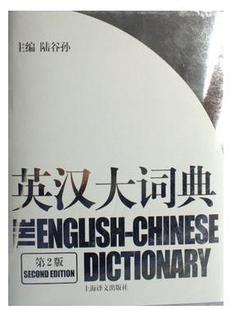 主编 陆谷孙
英汉大词典
THE ENGLISH-CHINESE
DICTIONARY
第2版
SECOND EDITION
上海译文出版社